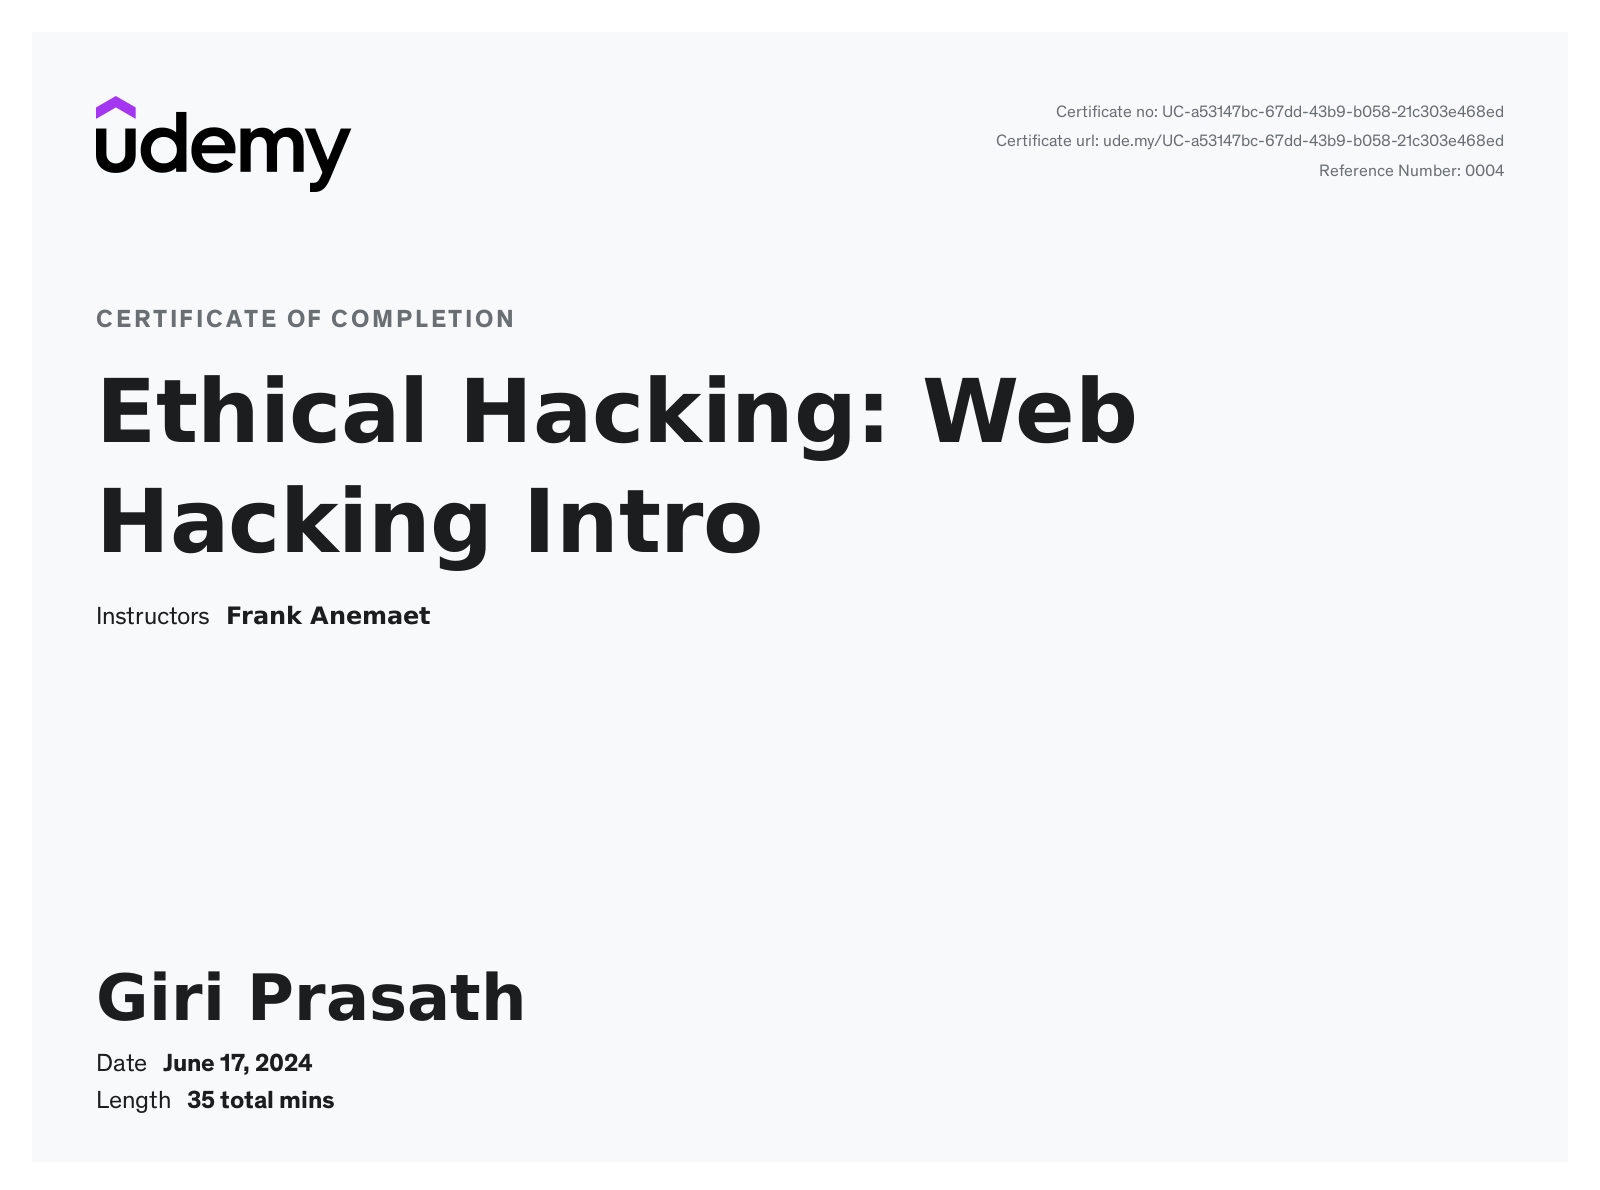 udemy
Certificate no: UC-a53147bc-67dd-43b9-b058-21c303e468ed
Certificate url: ude.my/UC-a53147bc-67dd-43b9-b058-21c303e468ed
Reference Number: 0004
CERTIFICATE OF COMPLETION
Ethical Hacking: Web
Hacking Intro
Instructors Frank Anemaet
Giri Prasath
Date June 17, 2024
Length 35 total mins